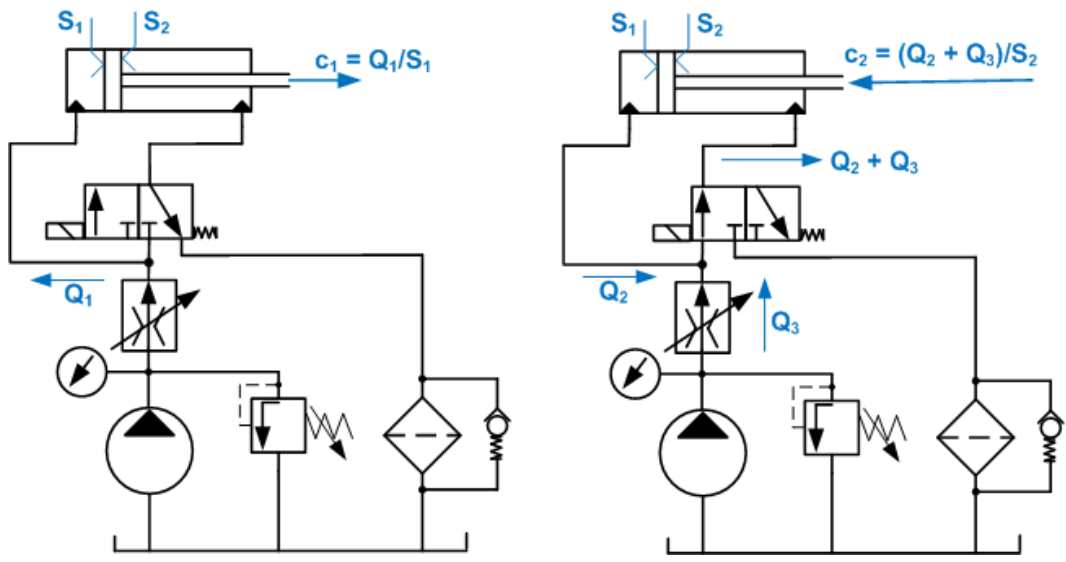 S₁ S₂
c₁ = Q₁/S₁
Q₁
S₁ S₂
c₂ = (Q₂ + Q₃)/S₂
Q₂ + Q₃
Q₂
Q₃